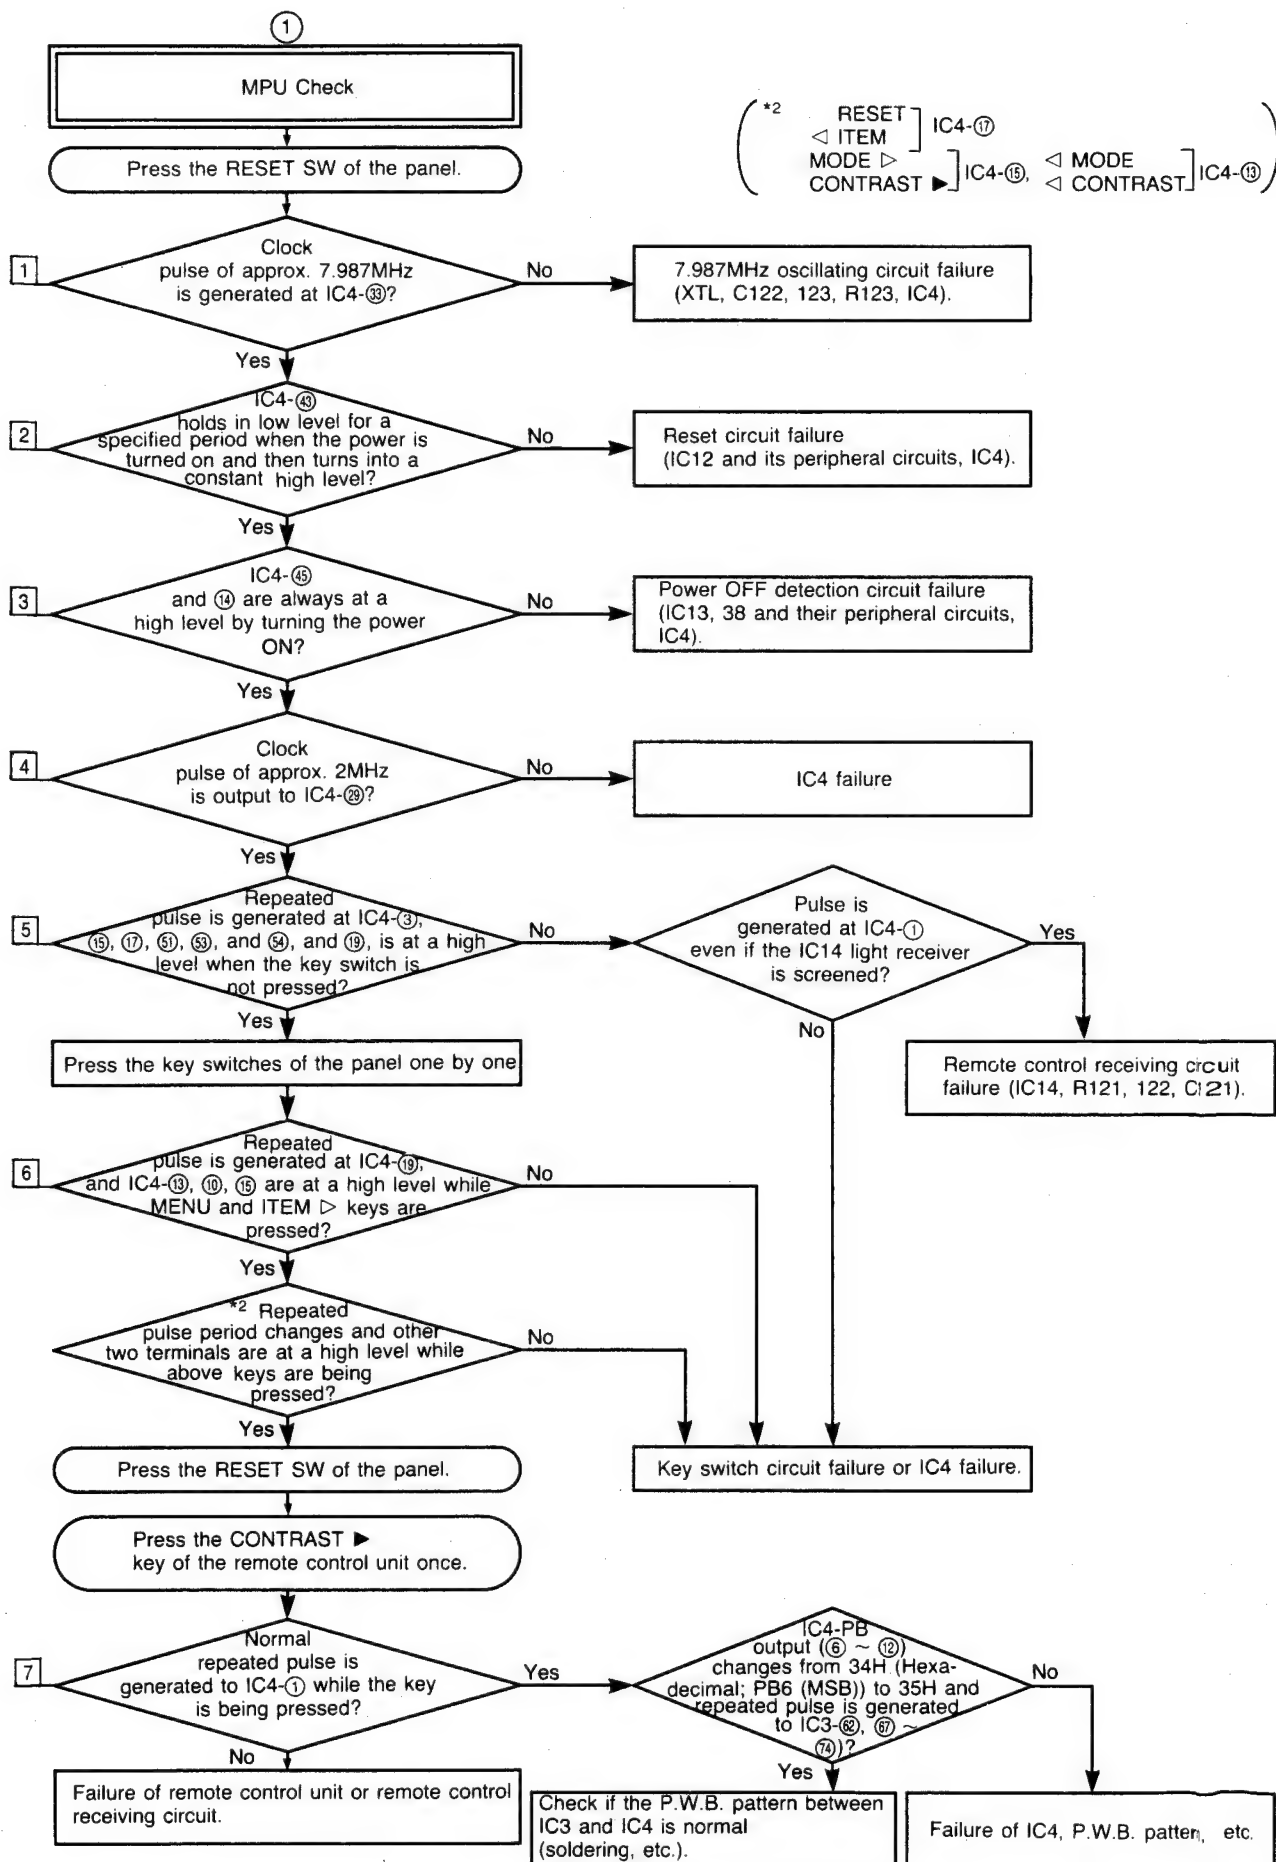 ①
MPU Check
Press the RESET SW of the panel.
*2 RESET
◁ ITEM ] IC4-⑰
MODE ▷
CONTRAST ▶ ] IC4-⑮, ◁ MODE
◁ CONTRAST ] IC4-⑬
1
Clock
pulse of approx. 7.987MHz
is generated at IC4-㉝?
No
7.987MHz oscillating circuit failure
(XTL, C122, 123, R123, IC4).
Yes
2
IC4-㊸
holds in low level for a
specified period when the power is
turned on and then turns into a
constant high level?
No
Reset circuit failure
(IC12 and its peripheral circuits, IC4).
Yes
3
IC4-㊺
and ⑭ are always at a
high level by turning the power
ON?
No
Power OFF detection circuit failure
(IC13, 38 and their peripheral circuits,
IC4).
Yes
4
Clock
pulse of approx. 2MHz
is output to IC4-㉙?
No
IC4 failure
Yes
5
Repeated
pulse is generated at IC4-③,
⑮, ⑰, (51), (53), and (54), and ⑲, is at a high
level when the key switch is
not pressed?
No
Pulse is
generated at IC4-①
even if the IC14 light receiver
is screened?
Yes
No
Remote control receiving circuit
failure (IC14, R121, 122, C121).
Yes
Press the key switches of the panel one by one
6
Repeated
pulse is generated at IC4-⑲,
and IC4-⑬, ⑩, ⑮ are at a high level while
MENU and ITEM ▷ keys are
pressed?
No
Yes
*2 Repeated
pulse period changes and other
two terminals are at a high level while
above keys are being
pressed?
No
Yes
Key switch circuit failure or IC4 failure.
Press the RESET SW of the panel.
Press the CONTRAST ▶
key of the remote control unit once.
7
Normal
repeated pulse is
generated to IC4-① while the key
is being pressed?
Yes
IC4-PB
output (⑥ ~ ⑫)
changes from 34H (Hexa-
decimal; PB6 (MSB)) to 35H and
repeated pulse is generated
to IC3-(62), (67) ~
(74))?
No
No
Failure of remote control unit or remote control
receiving circuit.
Yes
Check if the P.W.B. pattern between
IC3 and IC4 is normal
(soldering, etc.).
Failure of IC4, P.W.B. pattern, etc.